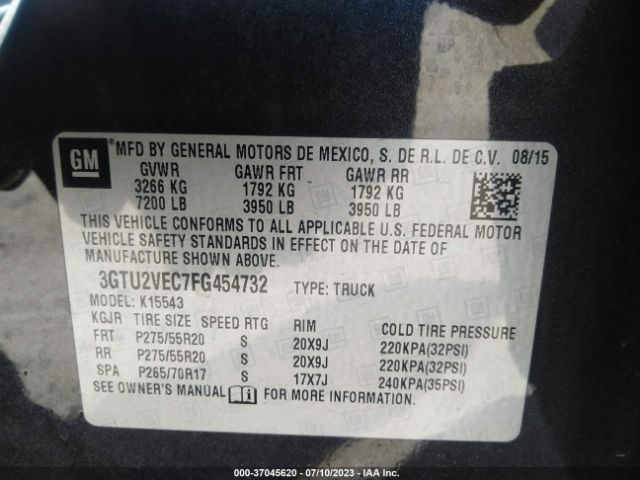 GM
*MFD BY GENERAL MOTORS DE MEXICO, S. DE R.L. DE C.V. 08/15
GVWR GAWR FRT GAWR RR
3266 KG 1792 KG 1792 KG
7200 LB 3950 LB 3950 LB
THIS VEHICLE CONFORMS TO ALL APPLICABLE U.S. FEDERAL MOTOR
VEHICLE SAFETY STANDARDS IN EFFECT ON THE DATE OF
MANUFACTURE SHOWN ABOVE.
3GTU2VEC7FG454732 TYPE: TRUCK
MODEL: K15543
KGJR TIRE SIZE SPEED RTG RIM COLD TIRE PRESSURE
FRT P275/55R20 S 20X9J 220KPA(32PSI)
RR P275/55R20 S 20X9J 220KPA(32PSI)
SPA P265/70R17 S 17X7J 240KPA(35PSI)
SEE OWNER'S MANUAL FOR MORE INFORMATION.
000-37045620 - 07/10/2023 - IAA Inc.